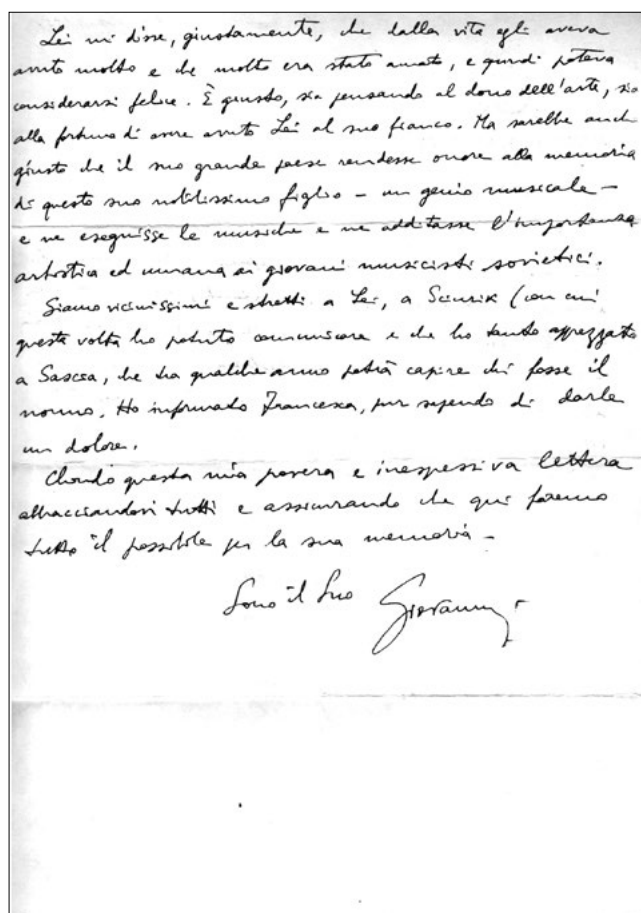 Lei mi disse, giustamente, che dalla vita egli aveva
avuto molto e che molto era stato amato, e quindi poteva
considerarsi felice. È giusto, sia pensando al dono dell'arte, sia
alla fortuna di avere avuto Lei al suo fianco. Ma sarebbe anche
giusto che il suo grande paese rendesse onore alla memoria
di questo suo nobilissimo figlio – un genio musicale –
e ne eseguisse le musiche e ne additasse l'importanza
artistica ed umana ai giovani musicisti sovietici.
Siamo vicinissimi e stretti a Lei, a Sciurik (con cui
questa volta ho potuto comunicare e che ho tanto apprezzato
a Sascia, che tra qualche anno potrà capire chi fosse il
nonno. Ho informato Francesca, pur sapendo di darle
un dolore.
Chiudo questa mia povera e inespressiva lettera
abbracciandovi tutti e assicurando che qui faremo
tutto il possibile per la sua memoria –
Sono il Suo Giovanni